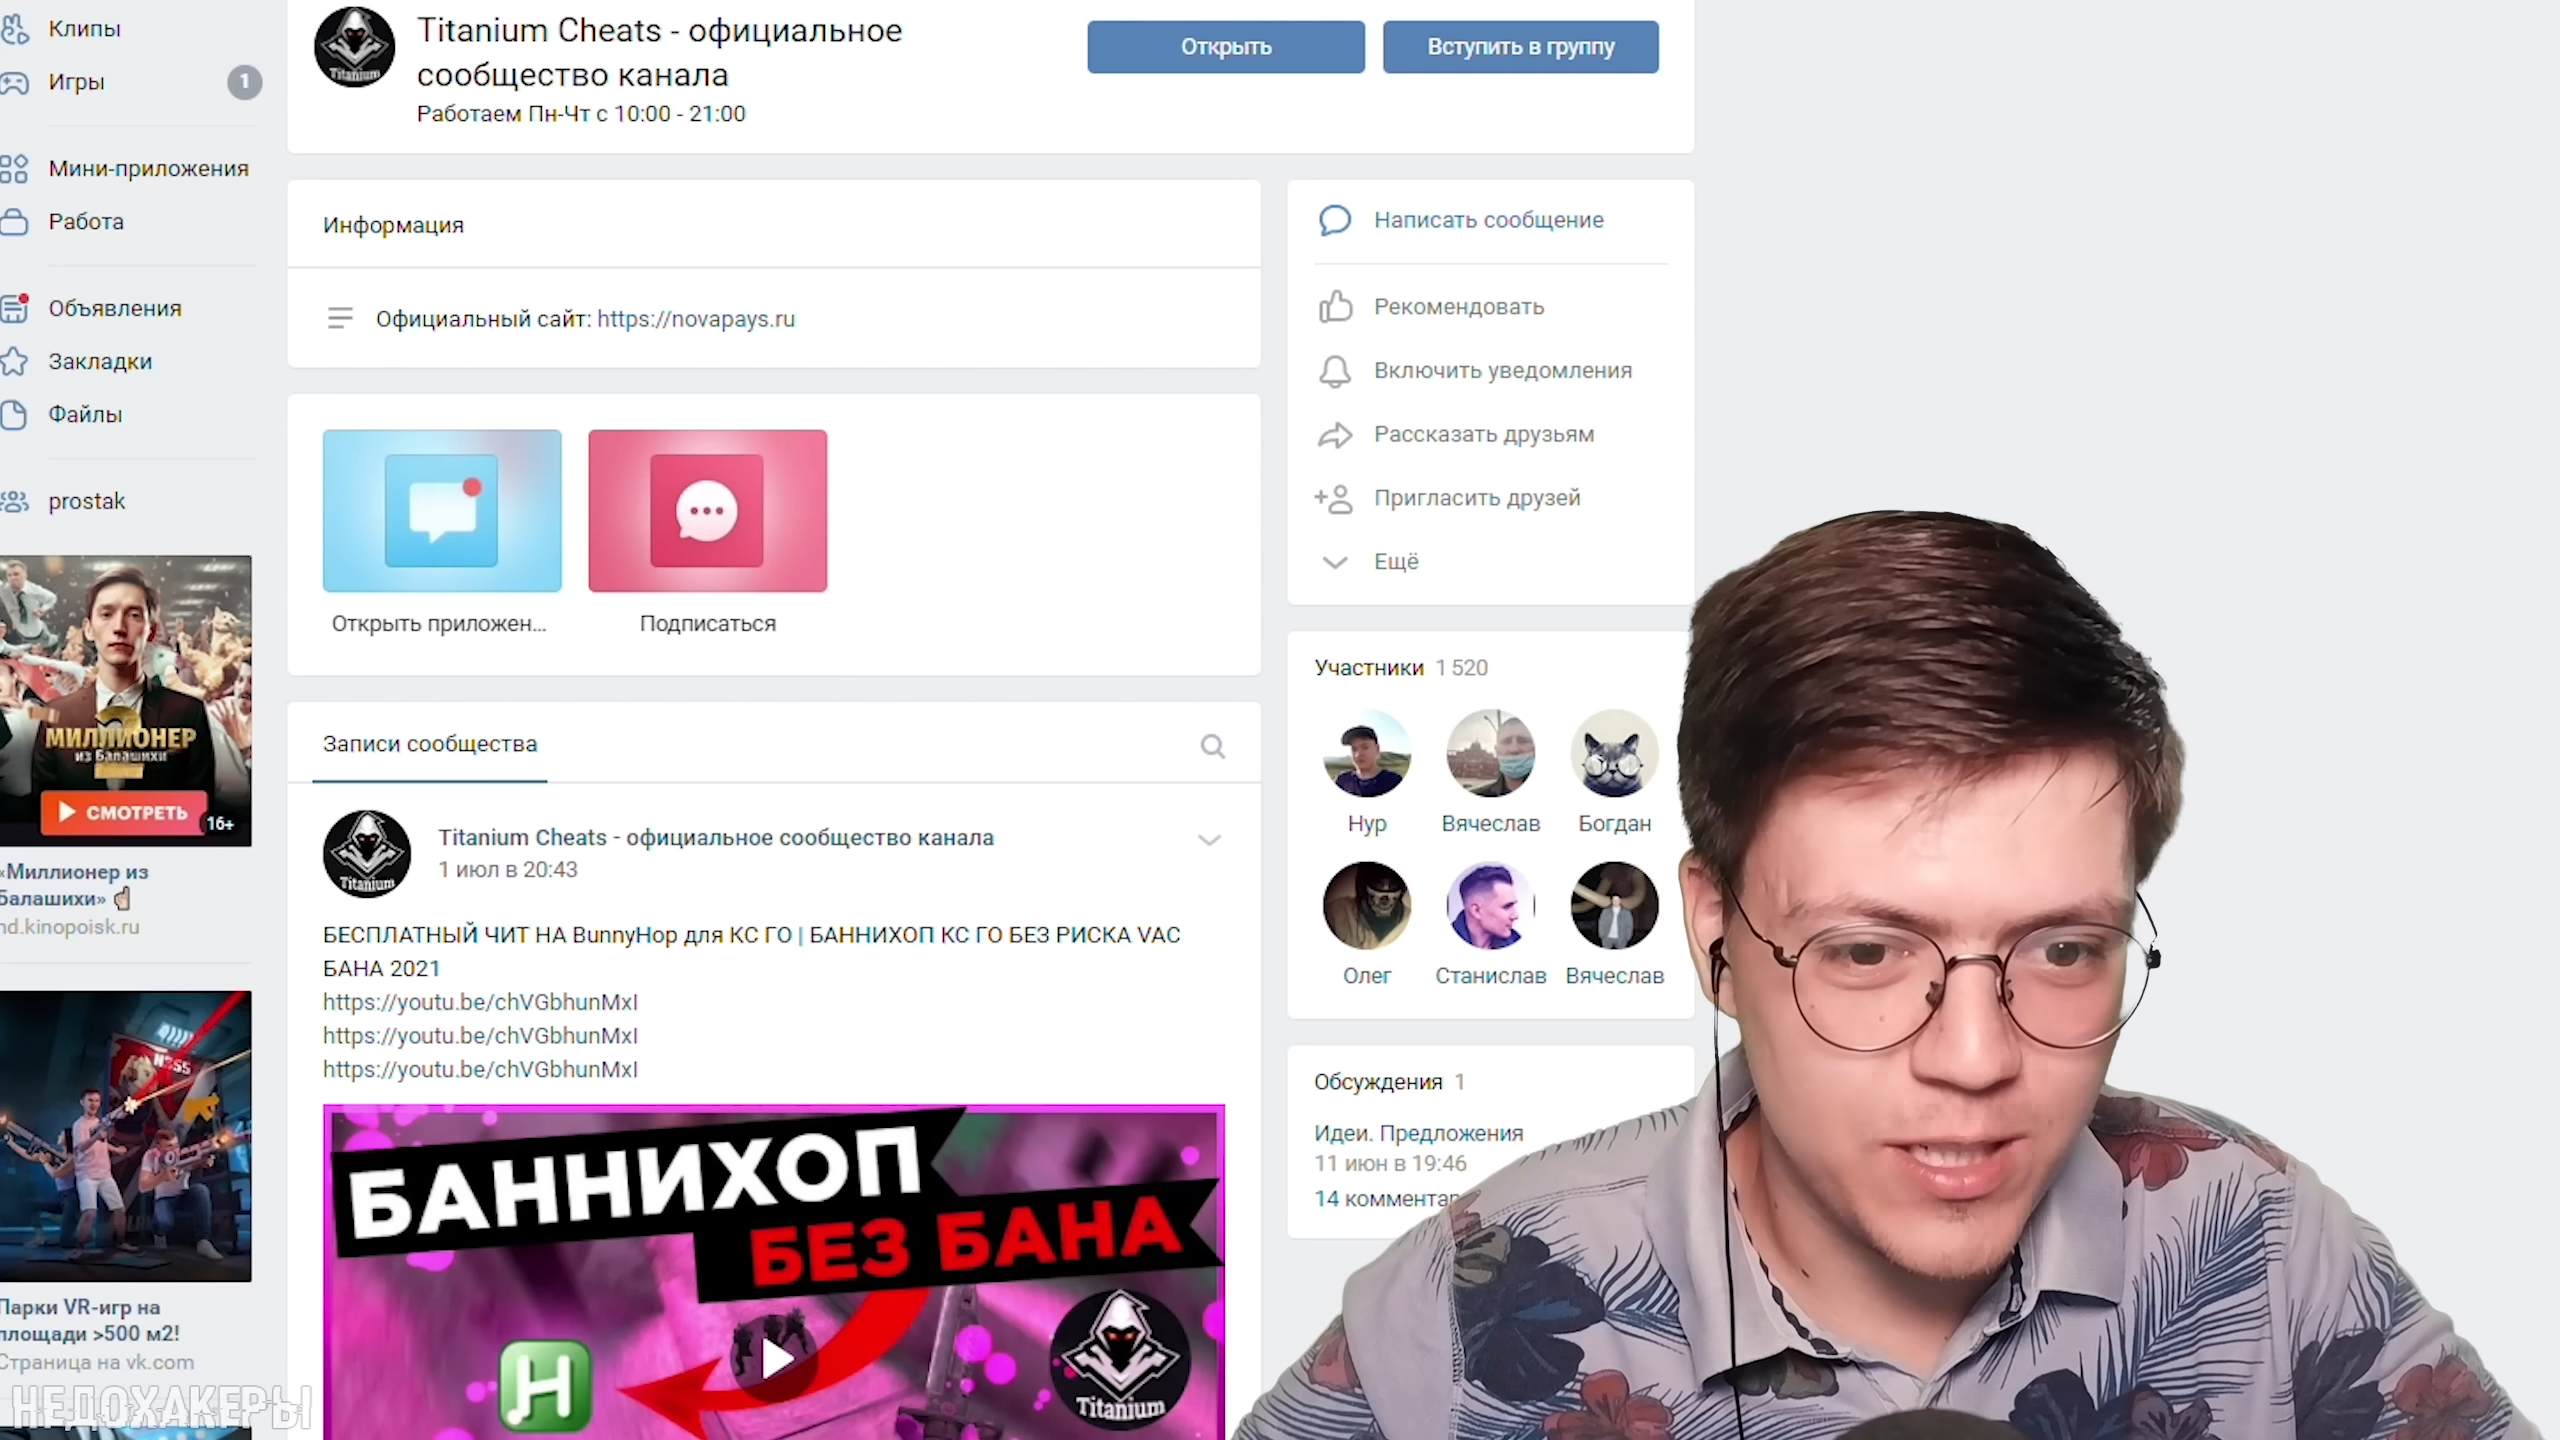 Клипы
Игры
1
Мини-приложения
Работа
Объявления
Закладки
Файлы
prostak
МИЛЛИОНЕР
из Балашихи
2
СМОТРЕТЬ
16+
«Миллионер из
Балашихи»
hd.kinopoisk.ru
Парки VR-игр на
площади >500 м2!
Страница на vk.com
НЕДОХАКЕРЫ
Titanium
Titanium Cheats - официальное
сообщество канала
Работаем Пн-Чт с 10:00 - 21:00
Открыть
Вступить в группу
Информация
Официальный сайт: https://novapays.ru
Открыть приложен...
Подписаться
Записи сообщества
Titanium
Titanium Cheats - официальное сообщество канала
1 июл в 20:43
БЕСПЛАТНЫЙ ЧИТ НА BunnyHop для КС ГО | БАННИХОП КС ГО БЕЗ РИСКА VAC
БАНА 2021
https://youtu.be/chVGbhunMxI
https://youtu.be/chVGbhunMxI
https://youtu.be/chVGbhunMxI
БАННИХОП
БЕЗ БАНА
H
Titanium
Написать сообщение
Рекомендовать
Включить уведомления
Рассказать друзьям
Пригласить друзей
Ещё
Участники 1 520
Нур
Вячеслав
Богдан
Олег
Станислав
Вячеслав
Обсуждения 1
Идеи. Предложения
11 июн в 19:46
14 коммента